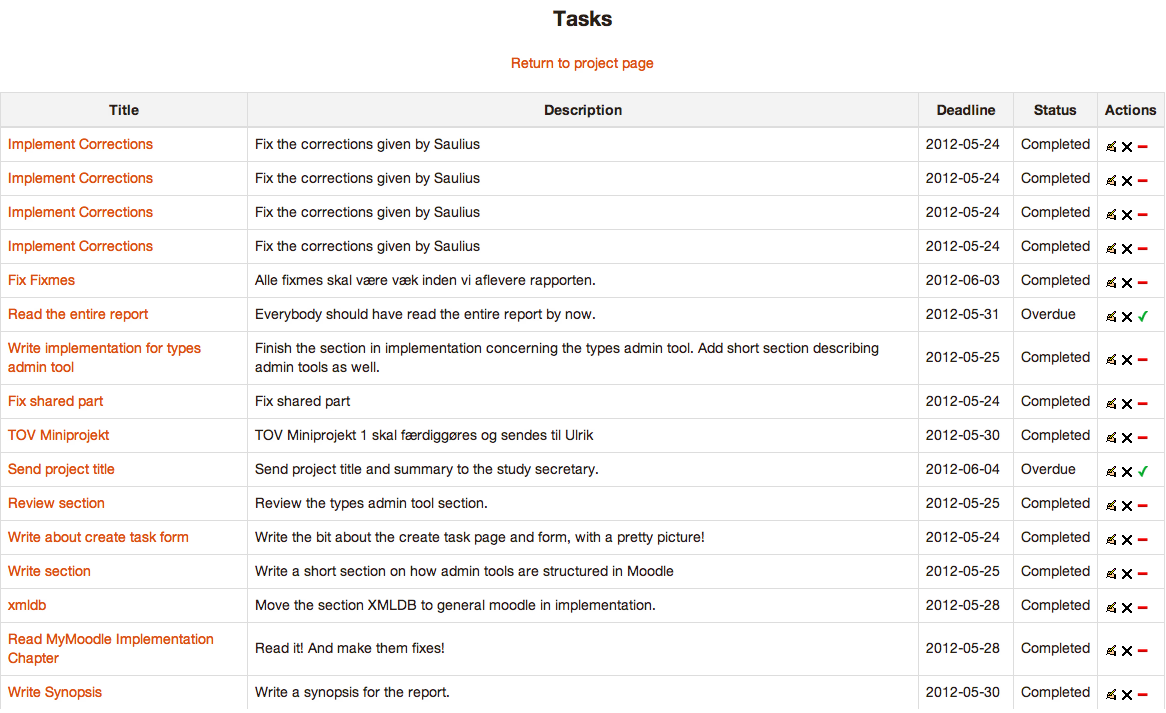 Tasks
Return to project page
Title Description Deadline Status Actions
Implement Corrections Fix the corrections given by Saulius 2012-05-24 Completed
Implement Corrections Fix the corrections given by Saulius 2012-05-24 Completed
Implement Corrections Fix the corrections given by Saulius 2012-05-24 Completed
Implement Corrections Fix the corrections given by Saulius 2012-05-24 Completed
Fix Fixmes Alle fixmes skal være væk inden vi aflevere rapporten. 2012-06-03 Completed
Read the entire report Everybody should have read the entire report by now. 2012-05-31 Overdue
Write implementation for types
admin tool
Finish the section in implementation concerning the types admin tool. Add short section describing
admin tools as well.
2012-05-25 Completed
Fix shared part Fix shared part 2012-05-24 Completed
TOV Miniprojekt TOV Miniprojekt 1 skal færdiggøres og sendes til Ulrik 2012-05-30 Completed
Send project title Send project title and summary to the study secretary. 2012-06-04 Overdue
Review section Review the types admin tool section. 2012-05-25 Completed
Write about create task form Write the bit about the create task page and form, with a pretty picture! 2012-05-24 Completed
Write section Write a short section on how admin tools are structured in Moodle 2012-05-25 Completed
xmldb Move the section XMLDB to general moodle in implementation. 2012-05-28 Completed
Read MyMoodle Implementation
Chapter
Read it! And make them fixes! 2012-05-28 Completed
Write Synopsis Write a synopsis for the report. 2012-05-30 Completed